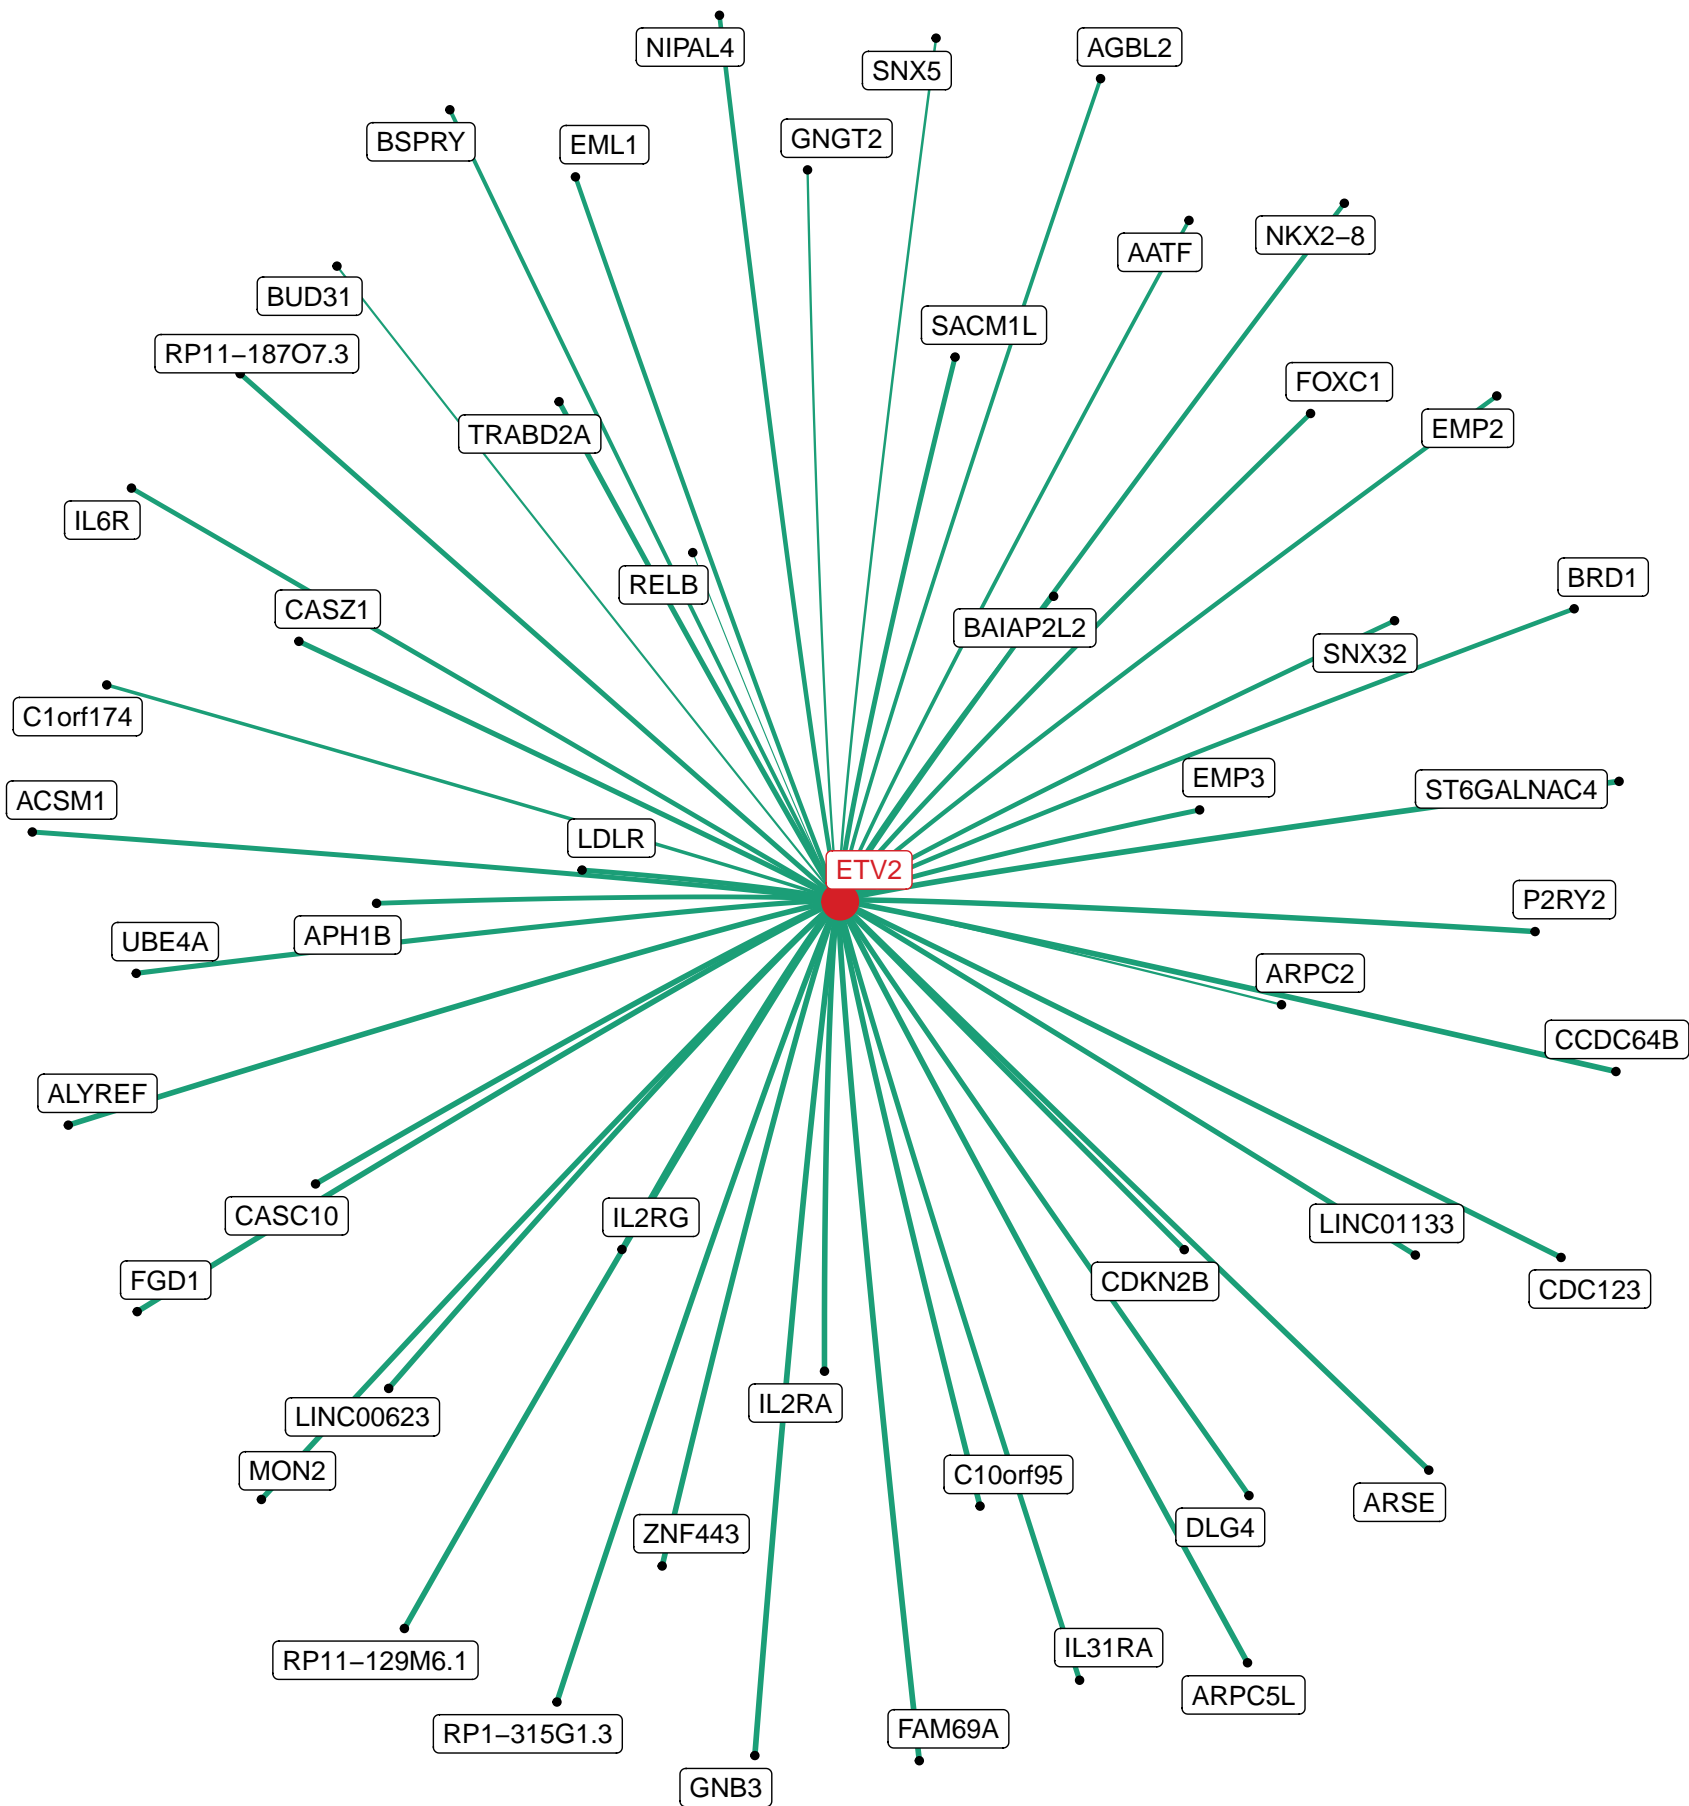 NIPAL4
SNX5
AGBL2
BSPRY
EML1
GNGT2
NKX2−8
AATF
BUD31
SACM1L
RP11−187O7.3
FOXC1
TRABD2A
EMP2
IL6R
RELB
BRD1
CASZ1
BAIAP2L2
SNX32
C1orf174
EMP3
ST6GALNAC4
ACSM1
LDLR
ETV2
P2RY2
APH1B
UBE4A
ARPC2
CCDC64B
ALYREF
CASC10
IL2RG
LINC01133
FGD1
CDKN2B
CDC123
IL2RA
LINC00623
MON2
C10orf95
ARSE
DLG4
ZNF443
IL31RA
RP11−129M6.1
ARPC5L
FAM69A
RP1−315G1.3
GNB3